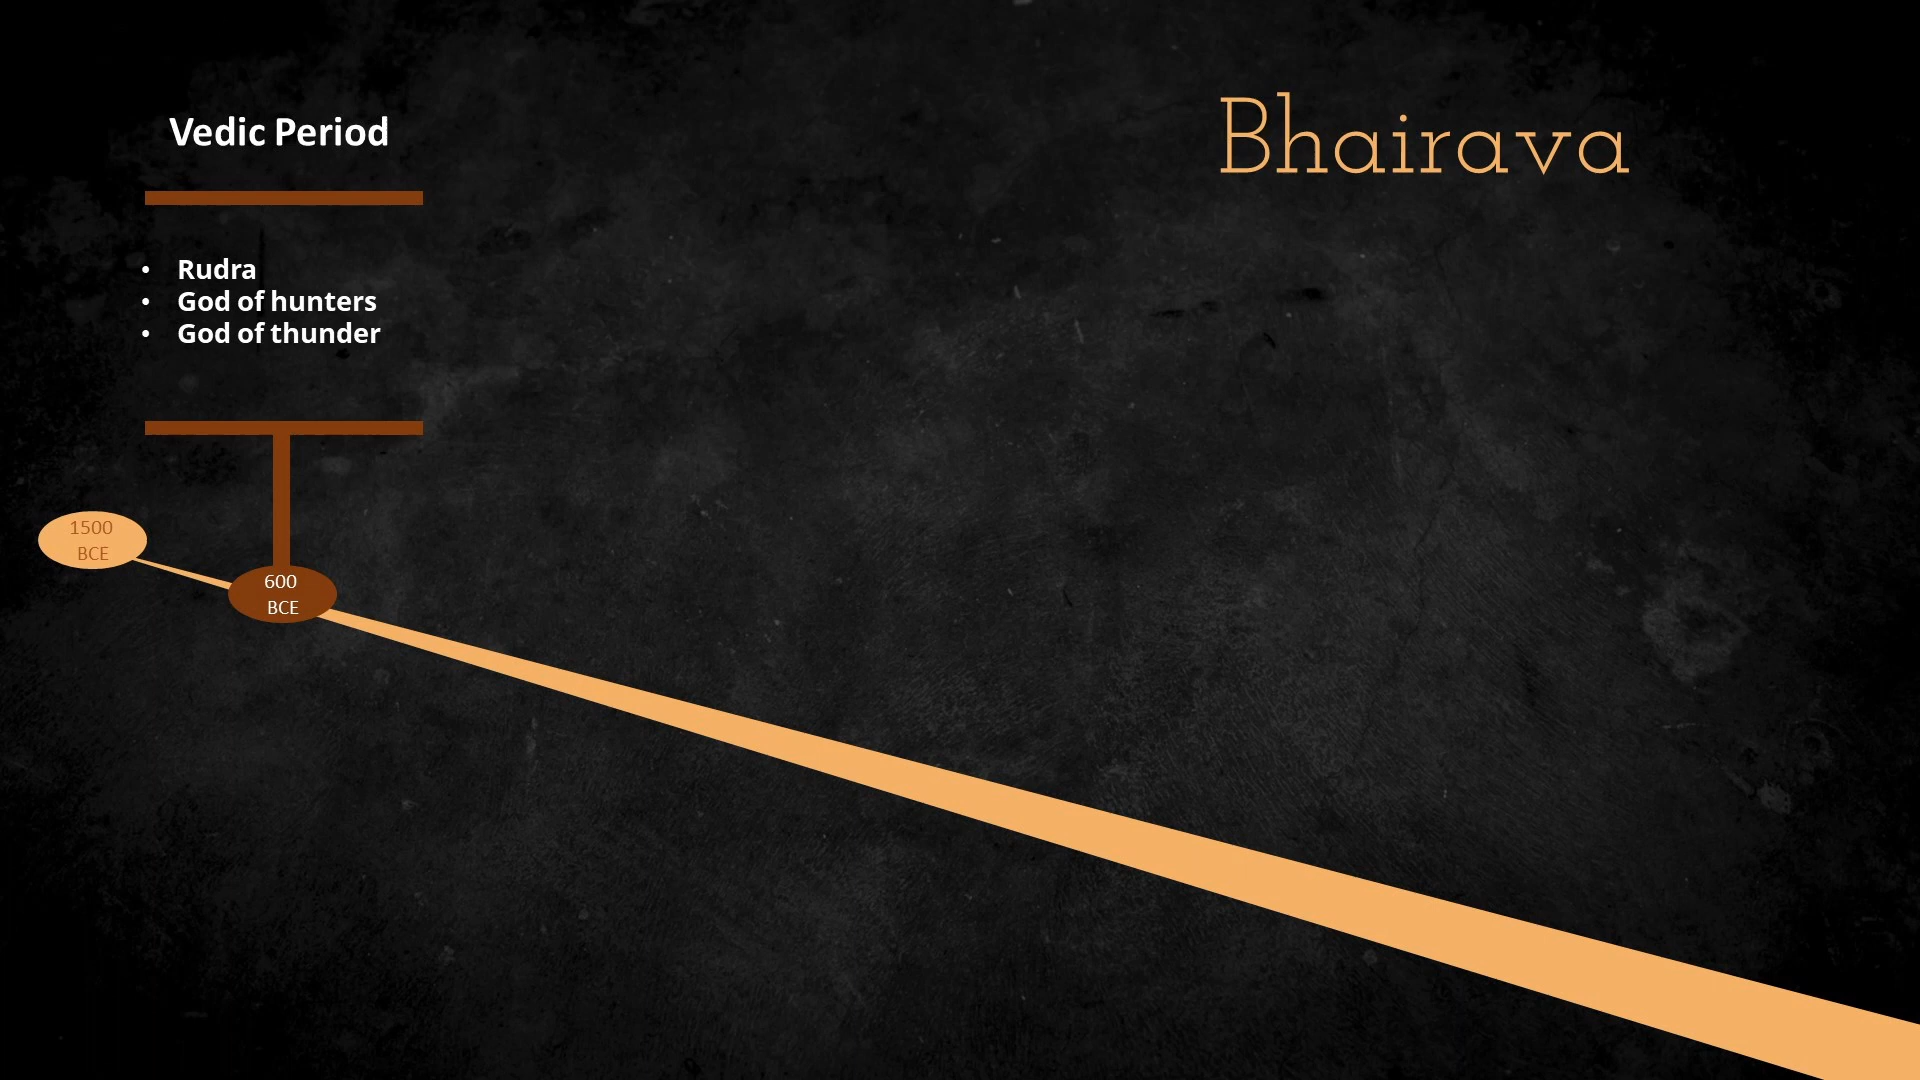 Bhairava
Vedic Period
• Rudra
• God of hunters
• God of thunder
1500
BCE
600
BCE